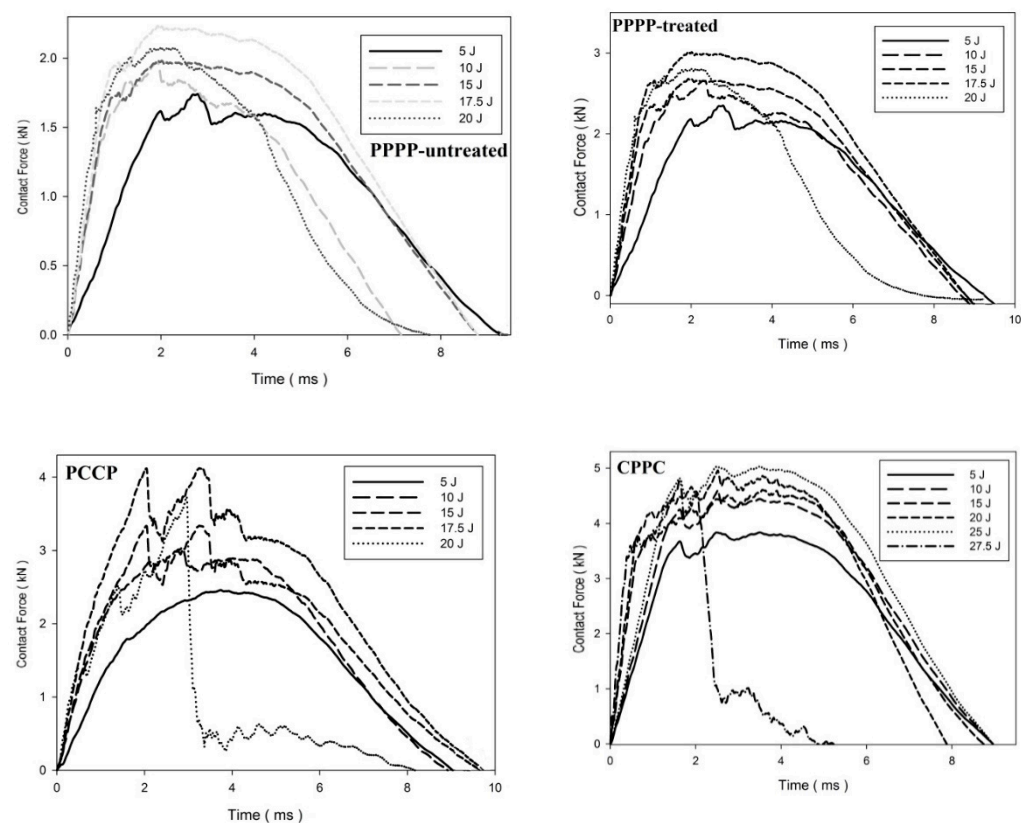 2.0
1.6
1.0
0.5
0.0
Contact Force ( kN )
5 J
10 J
15 J
17.5 J
20 J
PPPP-untreated
0 2 4 6 8
Time ( ms )
PPPP-treated
3
2
1
0
Contact Force ( kN )
5 J
10 J
15 J
17.5 J
20 J
0 2 4 6 8 10
Time ( ms )
PCCP
4
3
2
1
0
Contact Force ( kN )
5 J
10 J
15 J
17.5 J
20 J
0 2 4 6 8 10
Time ( ms )
CPPC
5
4
3
2
1
0
Contact Force ( kN )
5 J
10 J
15 J
20 J
25 J
27.5 J
0 2 4 6 8
Time ( ms )